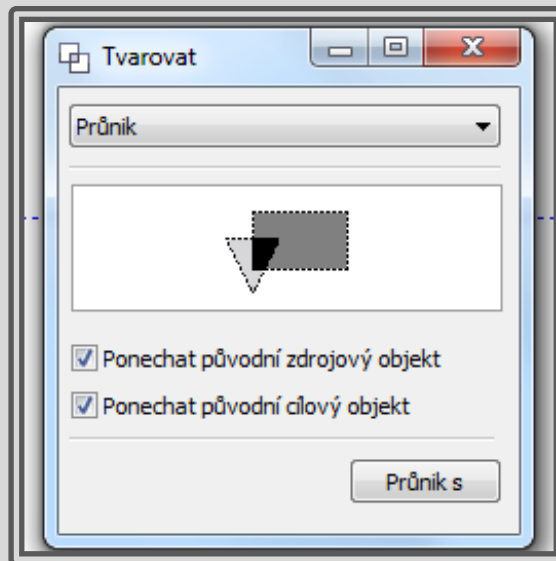 Tvarovat
Průnik
Ponechat původní zdrojový objekt
Ponechat původní cílový objekt
Průnik s